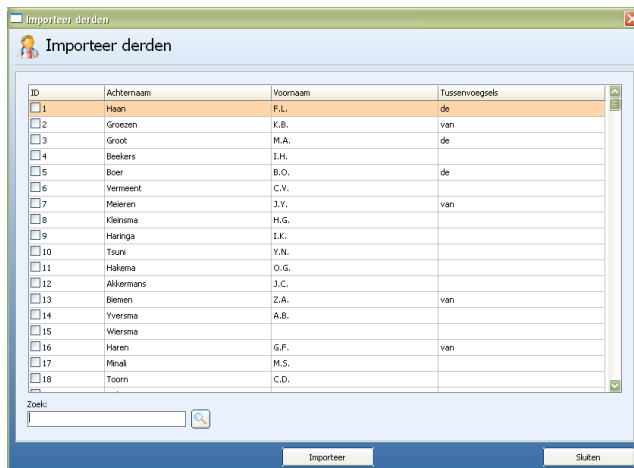 Importeer derden
Importeer derden
ID Achternaam Voornaam Tussenvoegsels
1 Haan F.L. de
2 Groezen K.B. van
3 Groot M.A. de
4 Beekers I.H.
5 Boer B.O. de
6 Vermeent C.V.
7 Meieren J.Y. van
8 Kleinsma H.G.
9 Haringa I.K.
10 Tsuni Y.N.
11 Hakema O.G.
12 Akkermans J.C.
13 Biemen Z.A. van
14 Yversma A.B.
15 Wiersma
16 Haren G.F. van
17 Minali M.S.
18 Toorn C.D.
Zoek:
Importeer Sluiten